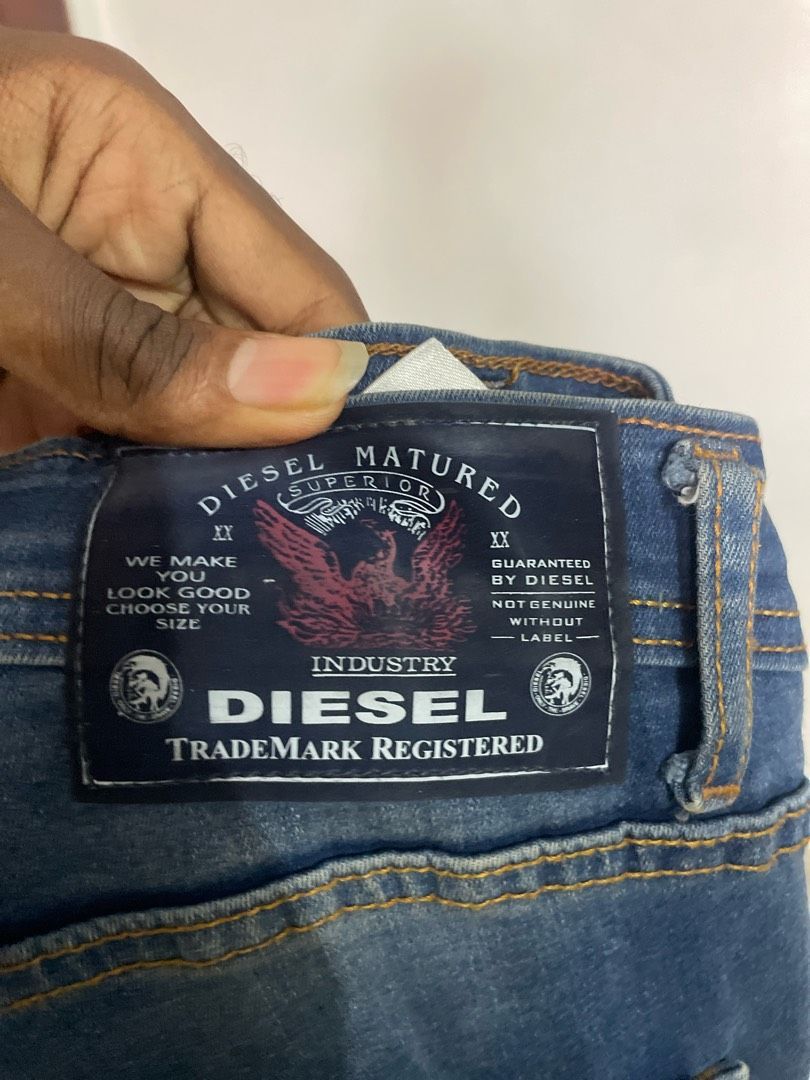 DIESEL MATURED
SUPERIOR
XX
XX
WE MAKE
YOU
LOOK GOOD
CHOOSE YOUR
SIZE
GUARANTEED
BY DIESEL
NOT GENUINE
WITHOUT
LABEL
INDUSTRY
DIESEL
TRADEMARK REGISTERED